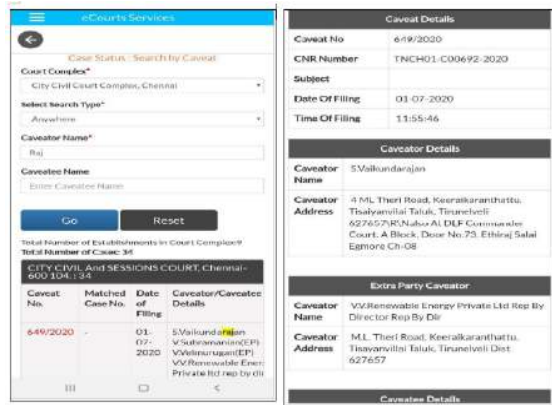 eCourts Services
Case Status : Search by Caveat
Court Complex*
City Civil Court Complex, Chennai
Select Search Type*
Anywhere
Caveator Name*
Raj
Caveatee Name
Enter Caveatee Name
Go Reset
Total Number of Establishments in Court Complex:9
Total Number of Cases: 34
CITY CIVIL And SESSIONS COURT, Chennai-
600 104. : 34
Caveat No. Matched Case No. Date of Filing Caveator/Caveatee Details
649/2020 - 01-07-2020 S.Vaikundarajan
V.Subramanian(EP)
V.Velmurugan(EP)
V.V.Renewable Ener
Private ltd rep by dir
Caveat Details
Caveat No 649/2020
CNR Number TNCH01-C00692-2020
Subject
Date Of Filing 01-07-2020
Time Of Filing 11:55:46
Caveator Details
Caveator Name S.Vaikundarajan
Caveator Address 4 ML Theri Road, Keeraikaranthattu,
Tisaiyanvilai Taluk, Tirunelveli
627657\R\Nalso At DLF Commander
Court, A Block, Door No.73, Ethiraj Salai
Egmore Ch-08
Extra Party Caveator
Caveator Name V.V.Renewable Energy Private Ltd Rep By
Director Rep By Dir
Caveator Address M.L. Theri Road, Keeraikaranthattu,
Tisayanvillai Taluk, Tirunelveli Dist
627657
Caveatee Details